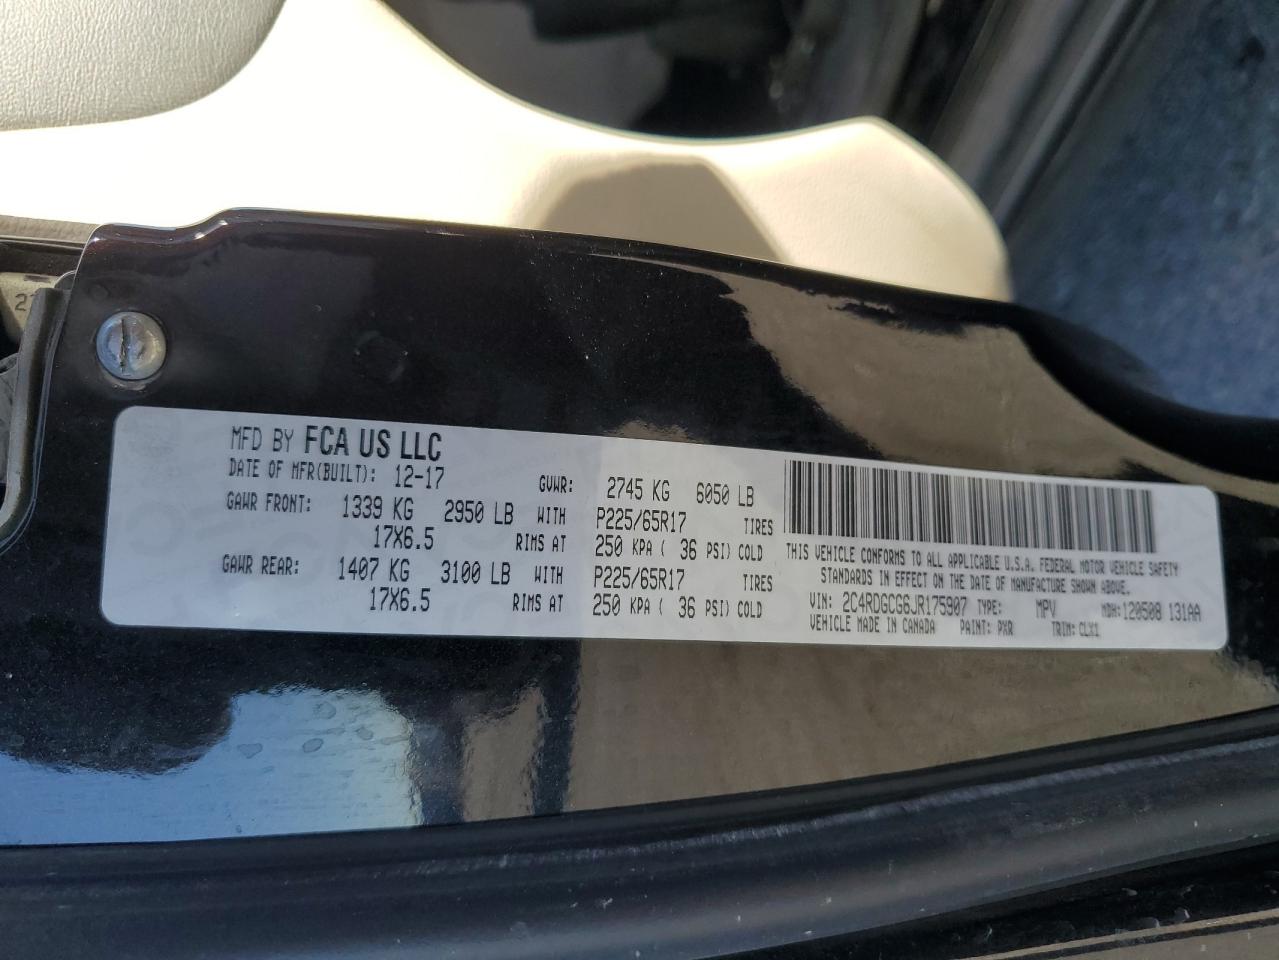 MFD BY FCA US LLC
DATE OF MFR(BUILT): 12-17 GVWR: 2745 KG 6050 LB
GAWR FRONT: 1339 KG 2950 LB WITH P225/65R17 TIRES
17X6.5 RIMS AT 250 KPA ( 36 PSI) COLD
GAWR REAR: 1407 KG 3100 LB WITH P225/65R17 TIRES
17X6.5 RIMS AT 250 KPA ( 36 PSI) COLD
THIS VEHICLE CONFORMS TO ALL APPLICABLE U.S.A. FEDERAL MOTOR VEHICLE SAFETY
STANDARDS IN EFFECT ON THE DATE OF MANUFACTURE SHOWN ABOVE.
VIN: 2C4RDGCG6JR175907 TYPE: MPV MDH: 120508 131AA
VEHICLE MADE IN CANADA PAINT: PXR TRIM: CLX1